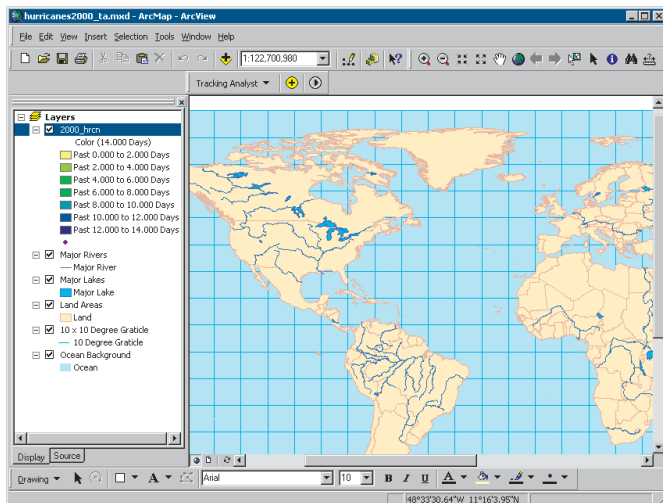 hurricanes2000_ta.mxd - ArcMap - ArcView
File Edit View Insert Selection Tools Window Help
1:122,700,980
Tracking Analyst
Layers
2000_hrcn
Color (14.000 Days)
Past 0.000 to 2.000 Days
Past 2.000 to 4.000 Days
Past 4.000 to 6.000 Days
Past 6.000 to 8.000 Days
Past 8.000 to 10.000 Days
Past 10.000 to 12.000 Days
Past 12.000 to 14.000 Days
Major Rivers
Major River
Major Lakes
Major Lake
Land Areas
Land
10 x 10 Degree Graticle
10 Degree Graticle
Ocean Background
Ocean
Display Source
Drawing A Arial 10 B I U A
48°33'30.64"W 11°16'3.95"N